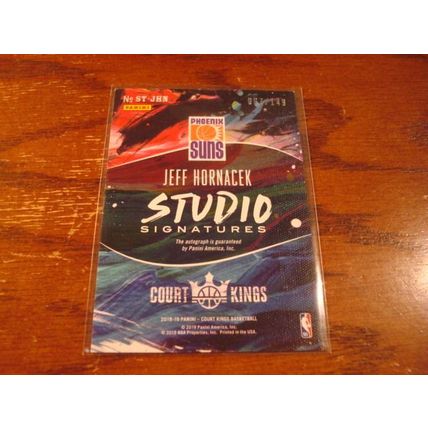 Nº ST-JHN
PANINI
PHOENIX
SUNS
JEFF HORNACEK
STUDIO
SIGNATURES
The autograph is guaranteed
by Panini America, Inc.
COURT KINGS
2018-19 PANINI – COURT KINGS BASKETBALL
© 2019 Panini America, Inc.
© 2019 NBA Properties, Inc. Printed in the USA.